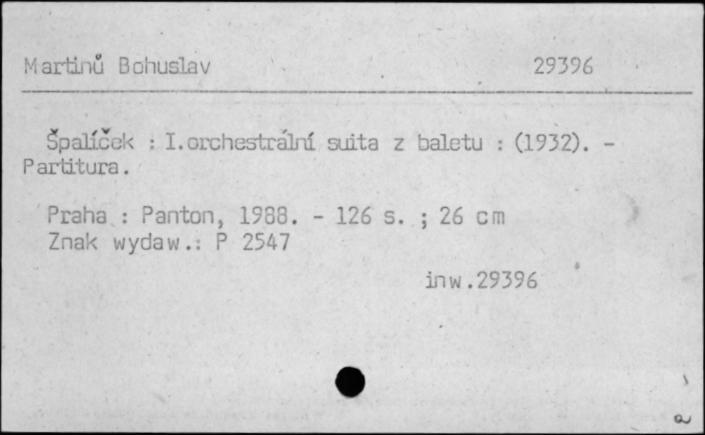 Martinů Bohuslav 29396
Špalíček : I.orchestrální suita z baletu : (1932). -
Partitura.
Praha : Panton, 1988. - 126 s. ; 26 cm
Znak wydaw.: P 2547
inw.29396